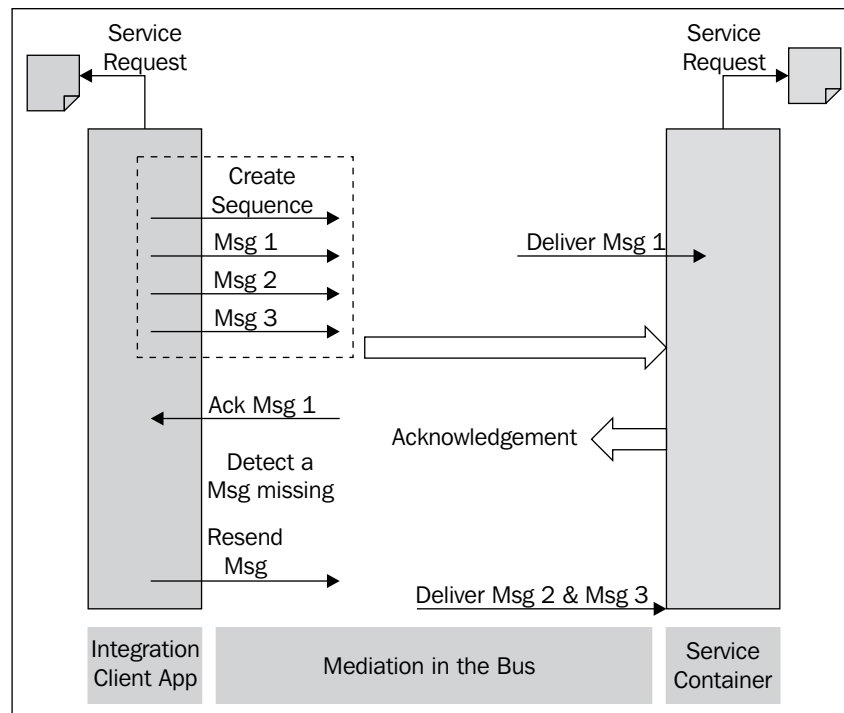 Service
Request
Service
Request
Create
Sequence
Msg 1
Msg 2
Msg 3
Deliver Msg 1
Ack Msg 1
Acknowledgement
Detect a
Msg missing
Resend
Msg
Deliver Msg 2 & Msg 3
Integration
Client App
Mediation in the Bus
Service
Container